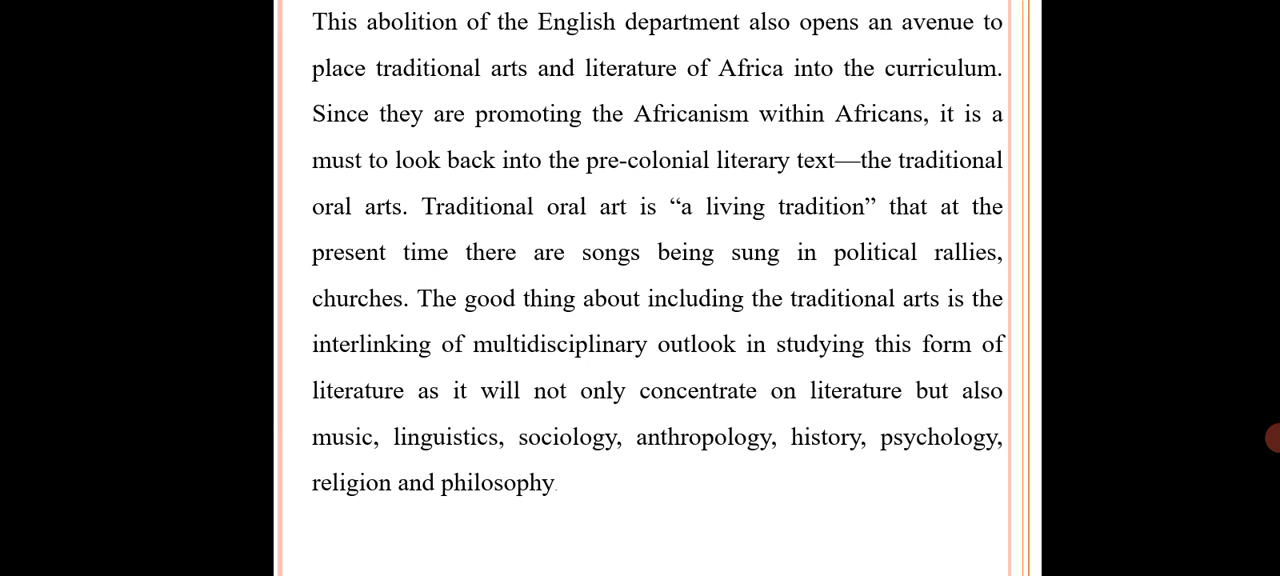 This abolition of the English department also opens an avenue to
place traditional arts and literature of Africa into the curriculum.
Since they are promoting the Africanism within Africans, it is a
must to look back into the pre-colonial literary text—the traditional
oral arts. Traditional oral art is “a living tradition” that at the
present time there are songs being sung in political rallies,
churches. The good thing about including the traditional arts is the
interlinking of multidisciplinary outlook in studying this form of
literature as it will not only concentrate on literature but also
music, linguistics, sociology, anthropology, history, psychology,
religion and philosophy.